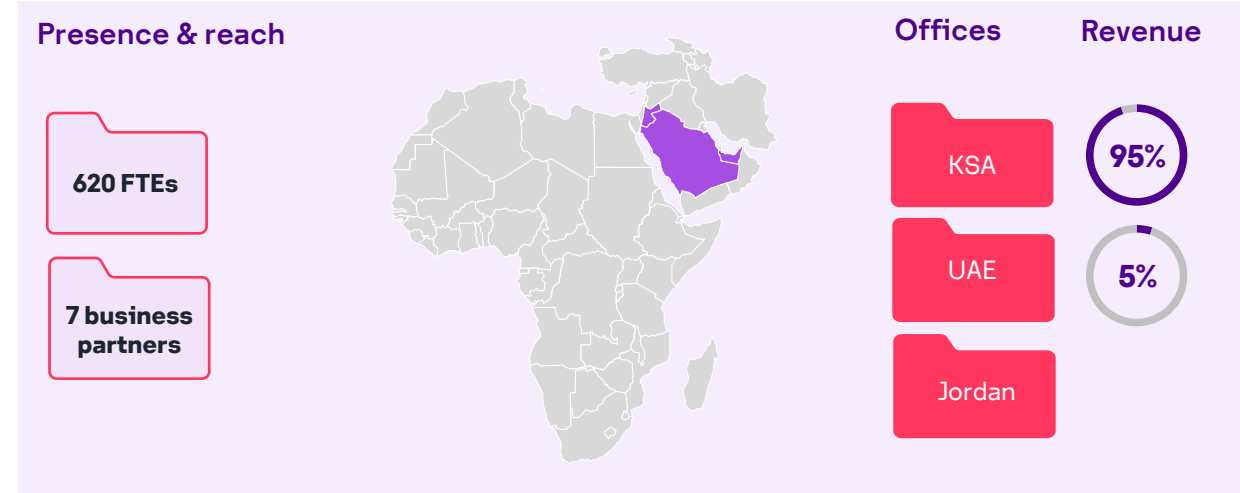 Presence & reach
620 FTEs
7 business
partners
Offices
Revenue
KSA
95%
UAE
5%
Jordan